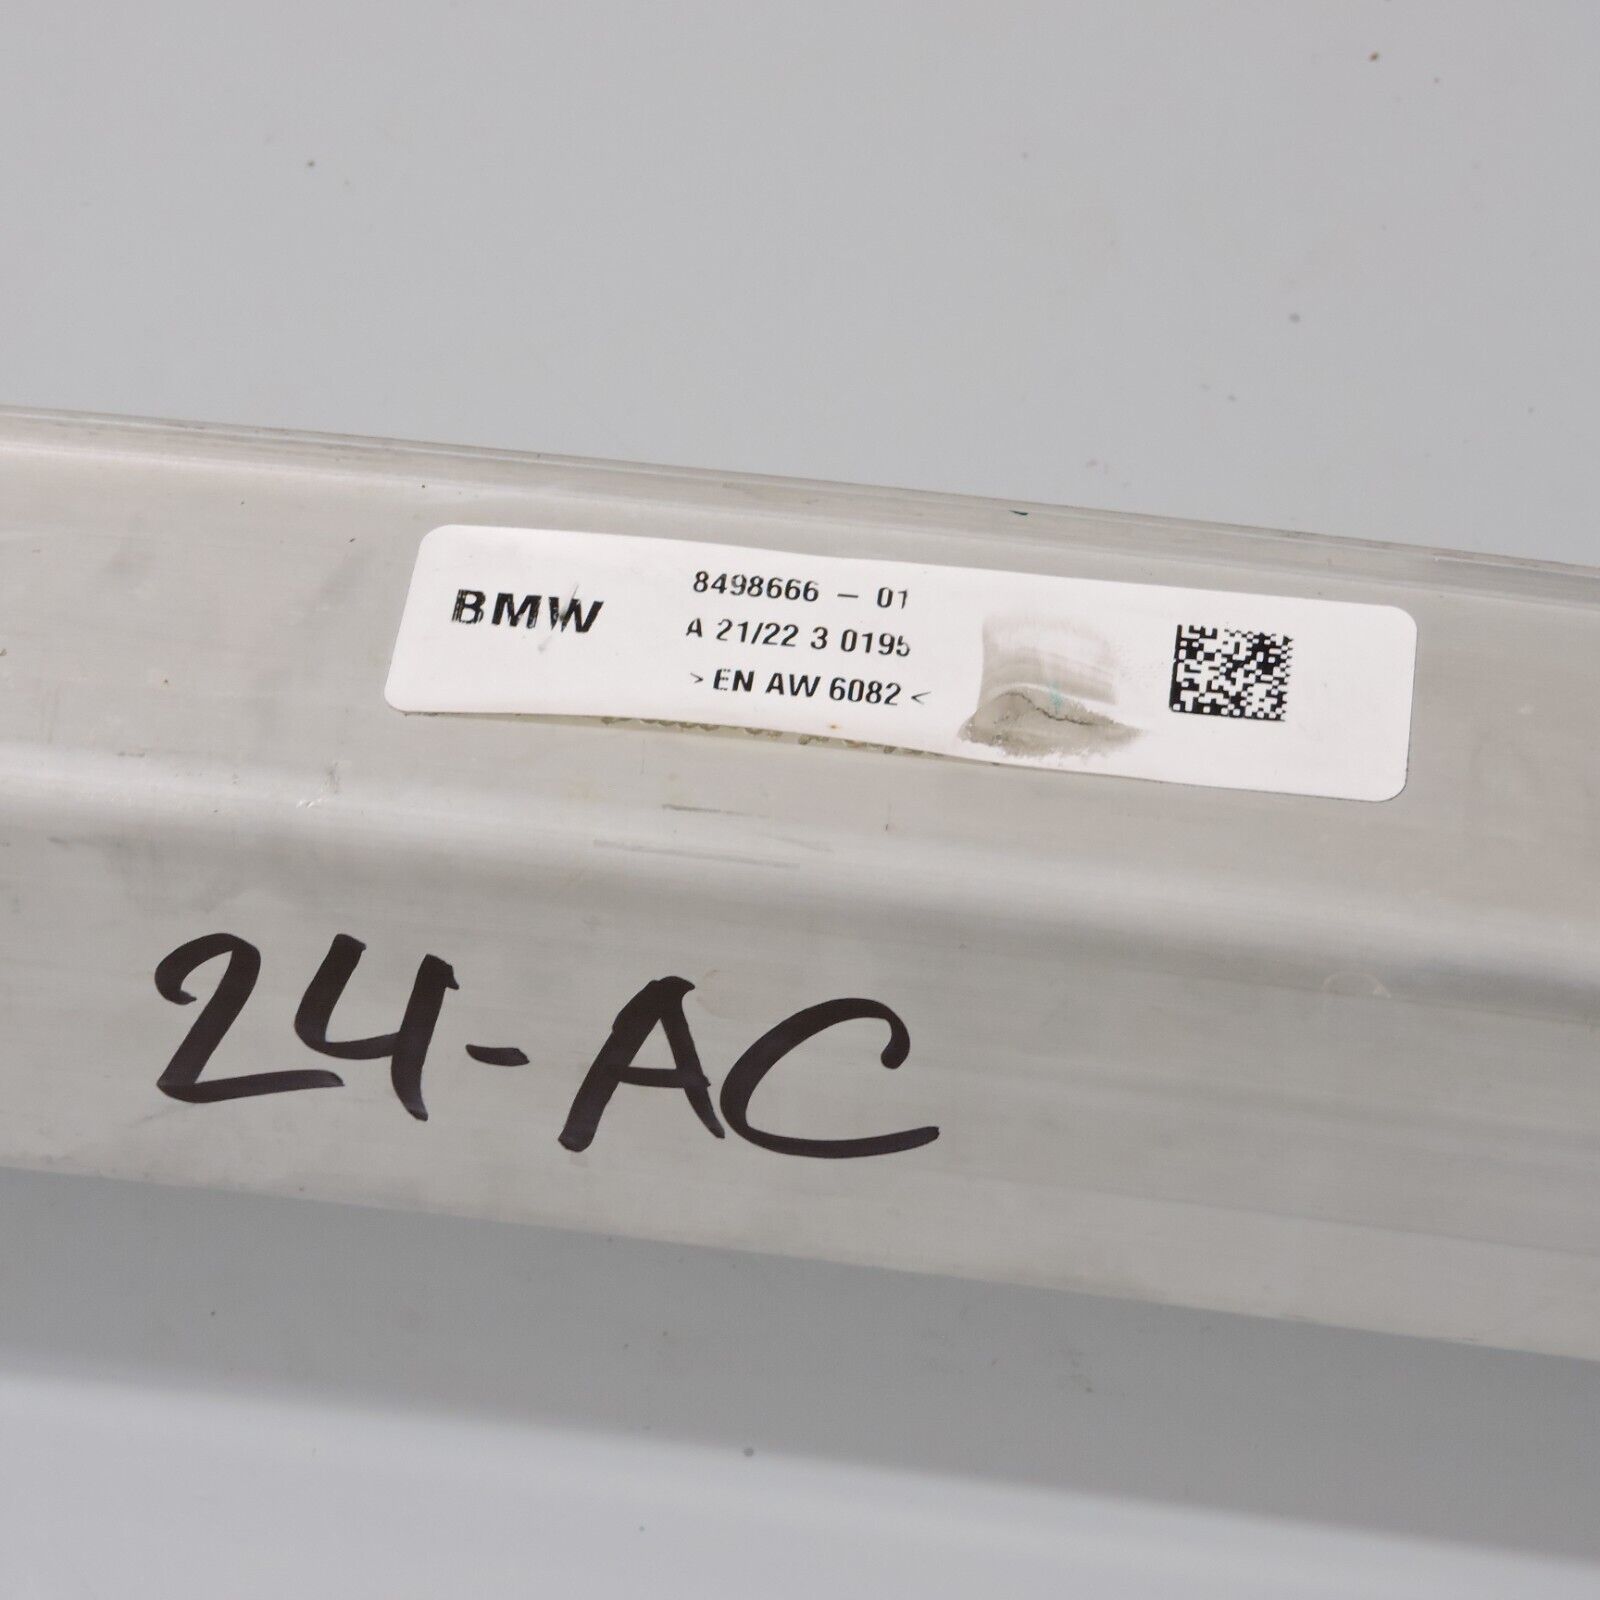 BMW
8498666 - 01
A 21/22 3 0195
>EN AW 6082<
24-AC